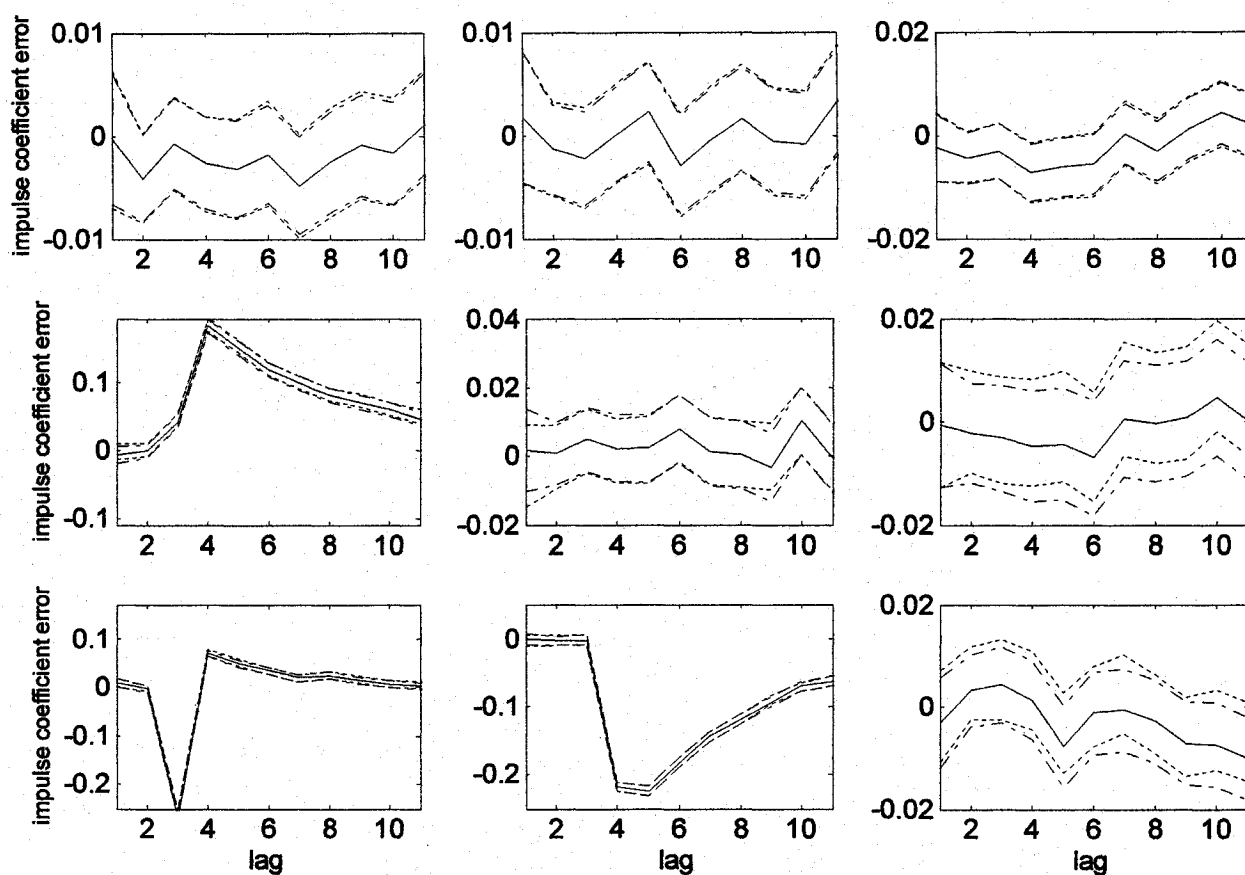 0.01 0.01 0.02
impulse coefficient error
0 0 0
-0.01 -0.01 -0.02
2 4 6 8 10 2 4 6 8 10 2 4 6 8 10
0.04 0.02
impulse coefficient error
0.1 0.02
0 0 0
-0.1 -0.02 -0.02
2 4 6 8 10 2 4 6 8 10 2 4 6 8 10
0.02
impulse coefficient error
0.1 0
0 -0.1 0
-0.1
-0.2 -0.2 -0.02
2 4 6 8 10 2 4 6 8 10 2 4 6 8 10
lag lag lag